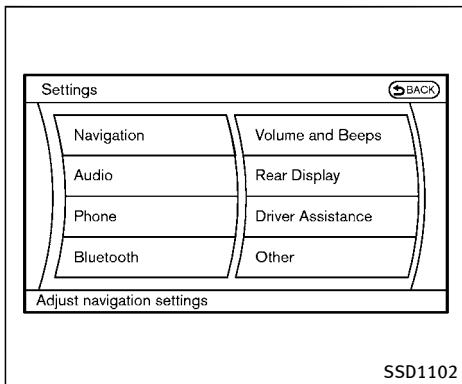 Settings
BACK
Navigation
Volume and Beeps
Audio
Rear Display
Phone
Driver Assistance
Bluetooth
Other
Adjust navigation settings
SSD1102